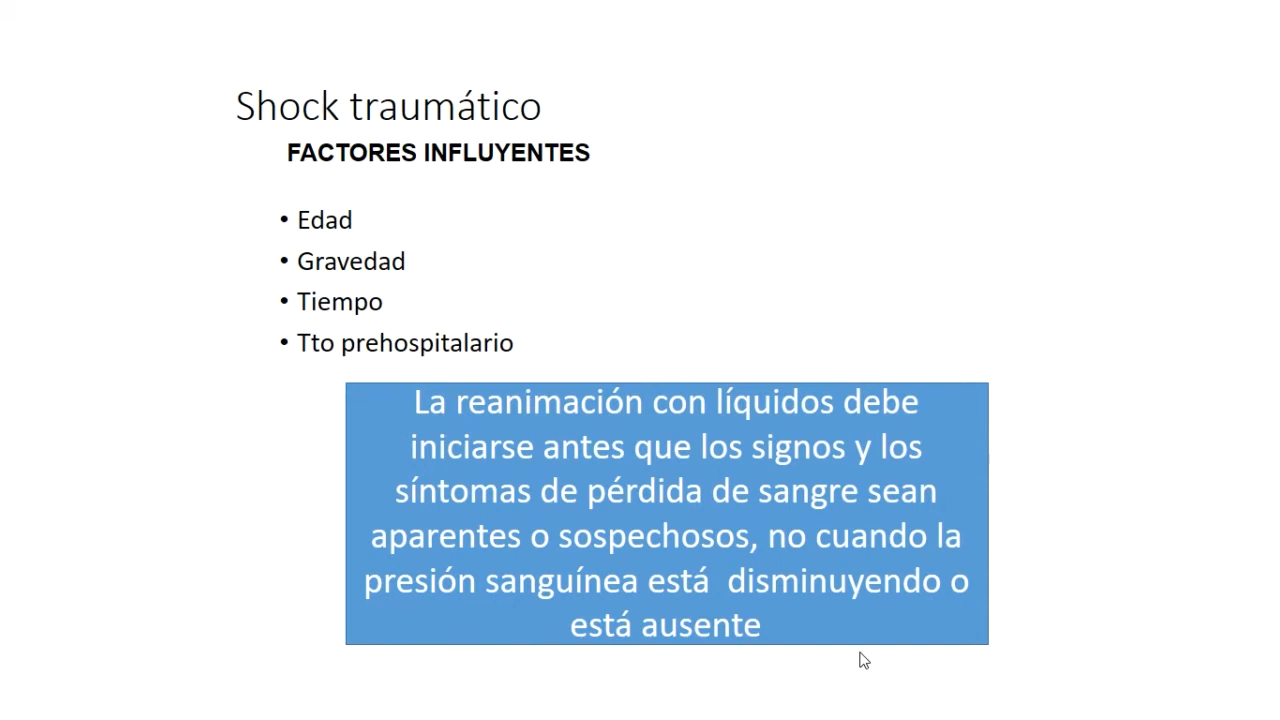 Shock traumático
FACTORES INFLUYENTES
• Edad
• Gravedad
• Tiempo
• Tto prehospitalario
La reanimación con líquidos debe
iniciarse antes que los signos y los
síntomas de pérdida de sangre sean
aparentes o sospechosos, no cuando la
presión sanguínea está  disminuyendo o
está ausente